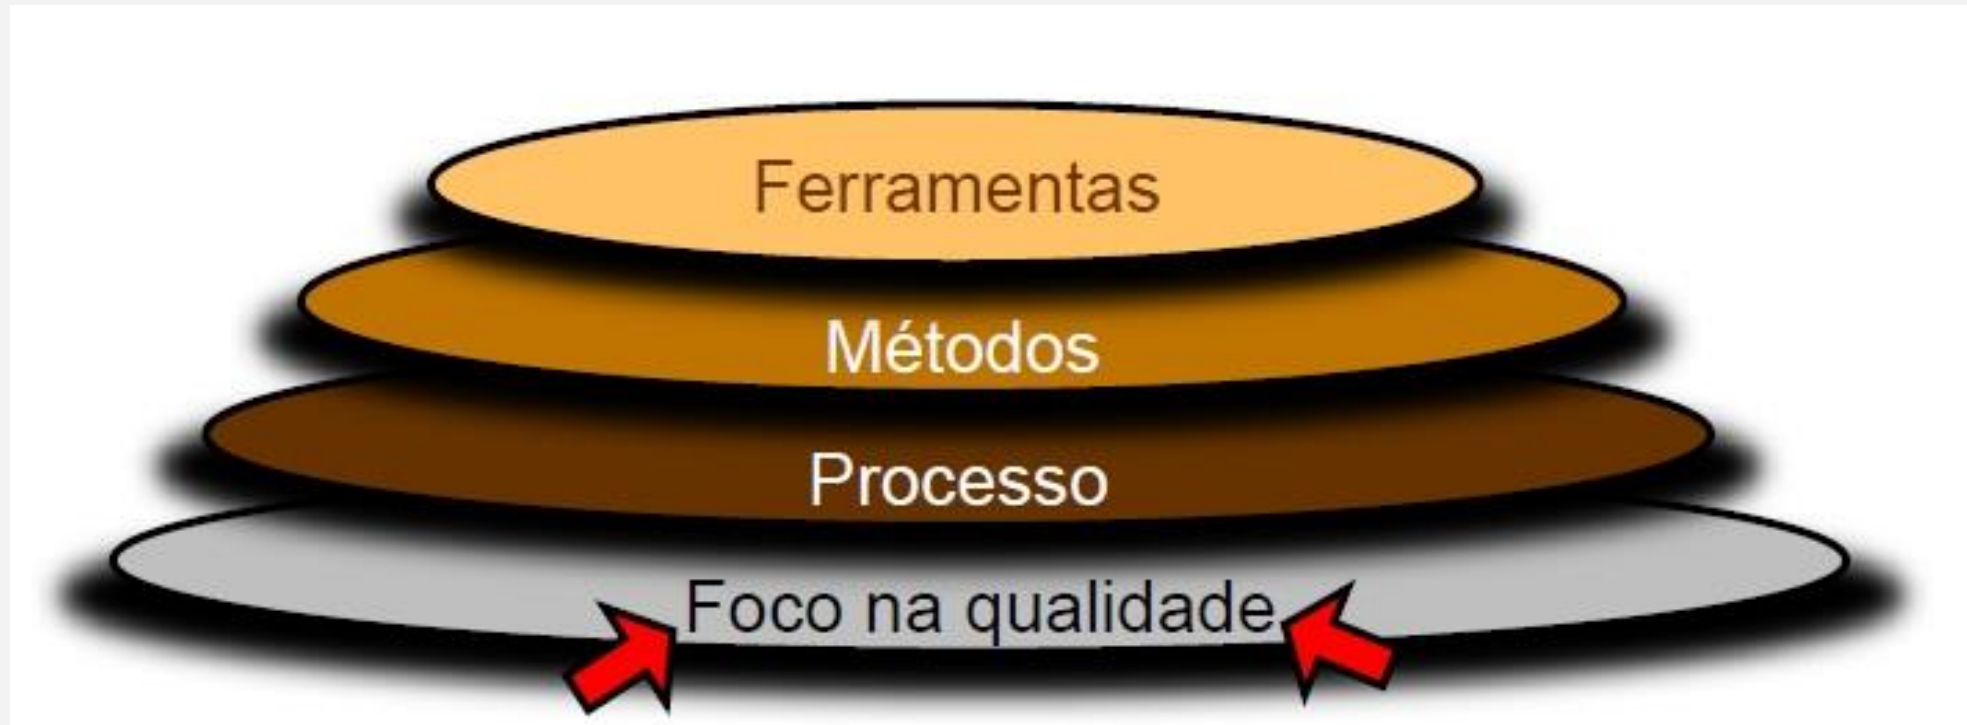 Ferramentas
Métodos
Processo
Foco na qualidade